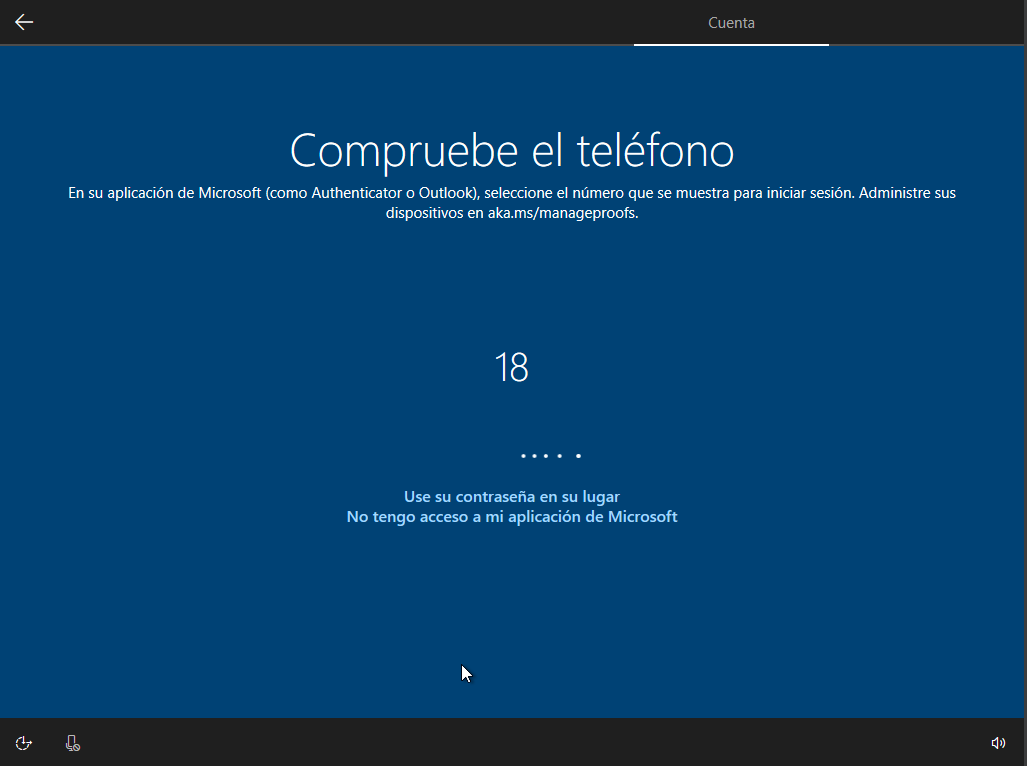 Cuenta
Compruebe el teléfono
En su aplicación de Microsoft (como Authenticator o Outlook), seleccione el número que se muestra para iniciar sesión. Administre sus
dispositivos en aka.ms/manageproofs.
18
Use su contraseña en su lugar
No tengo acceso a mi aplicación de Microsoft